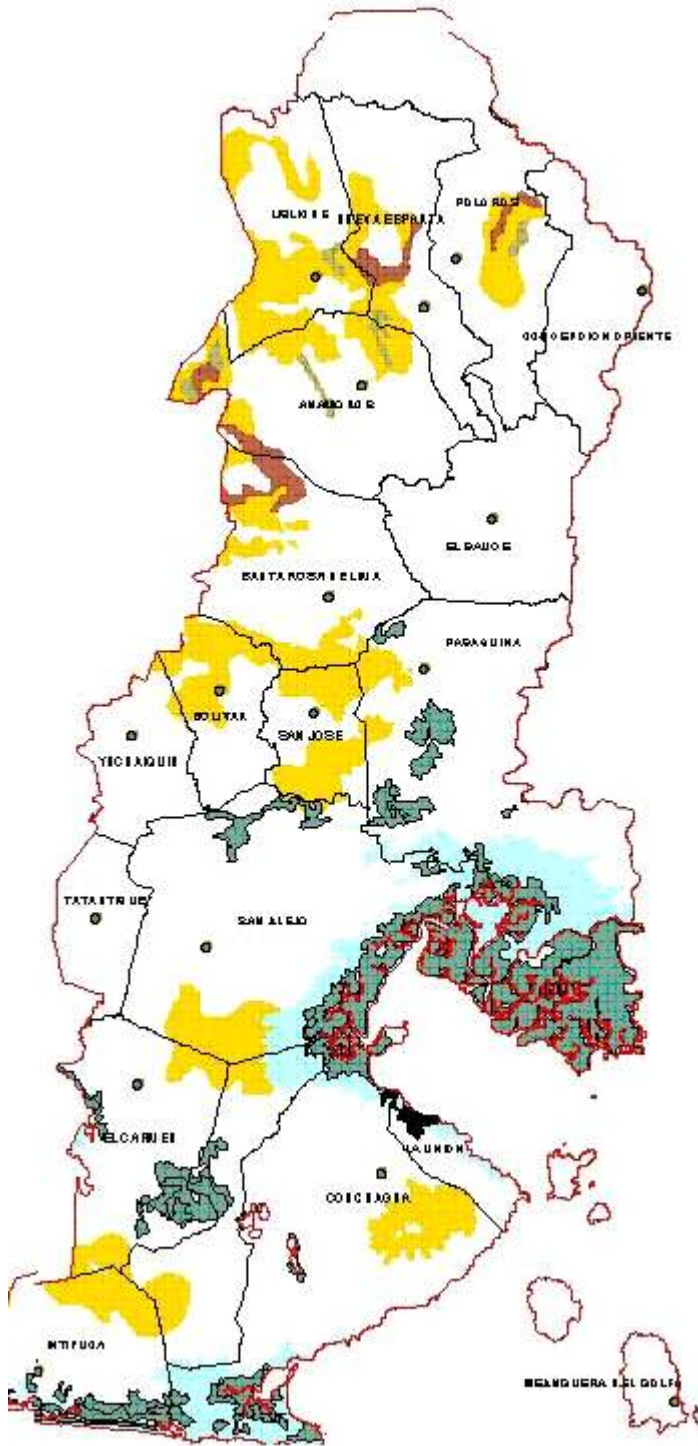 LISLIQUE
NUEVA ESPARTA
POLOROS
CONCEPCION ORIENTE
ANAMOROS
EL SAUCE
SANTA ROSA DE LIMA
PASAQUINA
BOLIVAR
SAN JOSE
YUCUAIQUIN
YAYANTIQUE
SAN ALEJO
EL CARMEN
LA UNION
CONCHAGUA
INTIPUCA
MEANGUERA DEL GOLFO